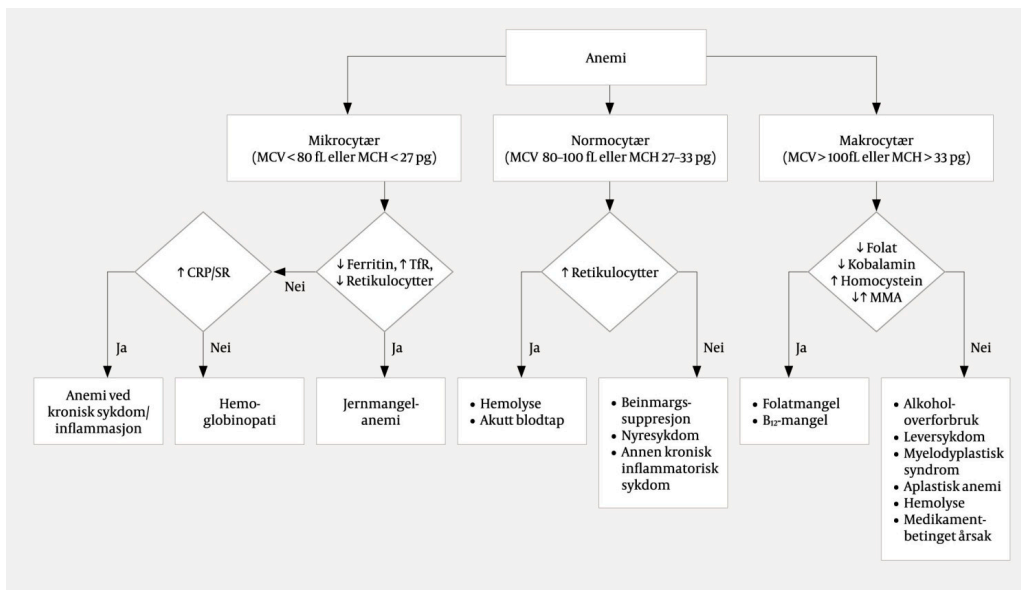 Anemi
Mikrocytær
(MCV < 80 fL eller MCH < 27 pg)
Normocytær
(MCV 80–100 fL eller MCH 27–33 pg)
Makrocytær
(MCV > 100fL eller MCH > 33 pg)
↑ CRP/SR
Nei
↓ Ferritin, ↑ TfR,
↓ Retikulocytter
↑ Retikulocytter
↓ Folat
↓ Kobalamin
↑ Homocystein
↓↑ MMA
Ja
Nei
Ja
Ja
Nei
Ja
Nei
Anemi ved
kronisk sykdom/
inflammasjon
Hemo-
globinopati
Jernmangel-
anemi
• Hemolyse
• Akutt blodtap
• Beinmargs-
suppresjon
• Nyresykdom
• Annen kronisk
inflammatorisk
sykdom
• Folatmangel
• B₁₂-mangel
• Alkohol-
overforbruk
• Leversykdom
• Myelodyplastisk
syndrom
• Aplastisk anemi
• Hemolyse
• Medikament-
betinget årsak